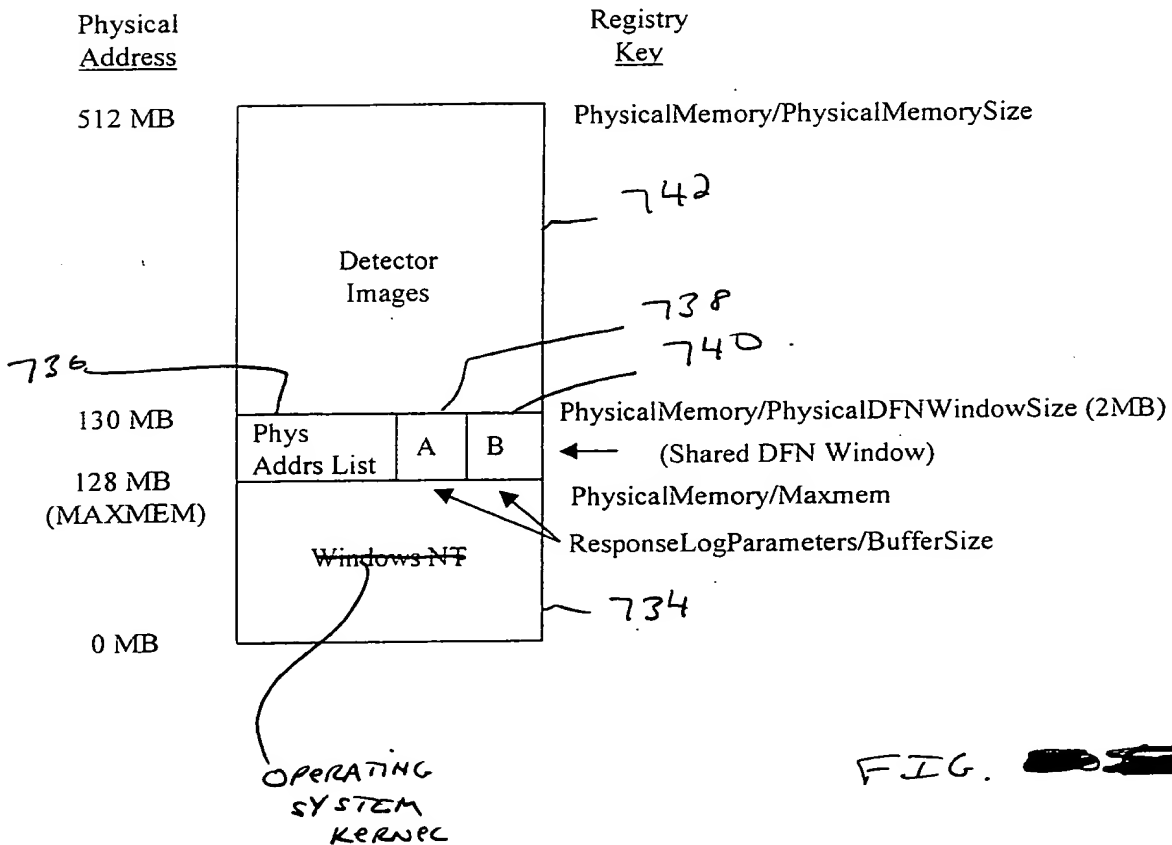 Physical
Address
Registry
Key
512 MB
PhysicalMemory/PhysicalMemorySize
742
Detector
Images
738
740
736
130 MB
PhysicalMemory/PhysicalDFNWindowSize (2MB)
Phys
Addrs List
A
B
(Shared DFN Window)
128 MB
(MAXMEM)
PhysicalMemory/Maxmem
ResponseLogParameters/BufferSize
Windows NT
734
0 MB
OPERATING
SYSTEM
KERNEL
FIG.